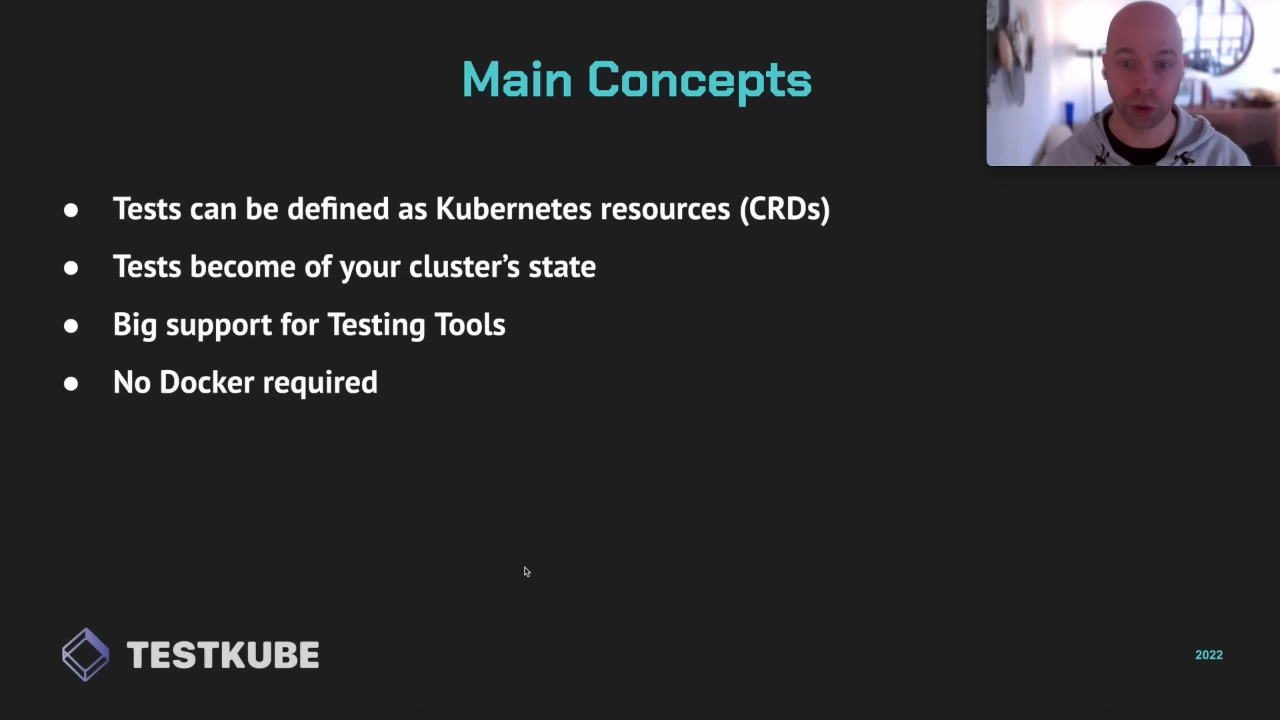 Main Concepts
● Tests can be defined as Kubernetes resources (CRDs)
● Tests become of your cluster’s state
● Big support for Testing Tools
● No Docker required
TESTKUBE
2022